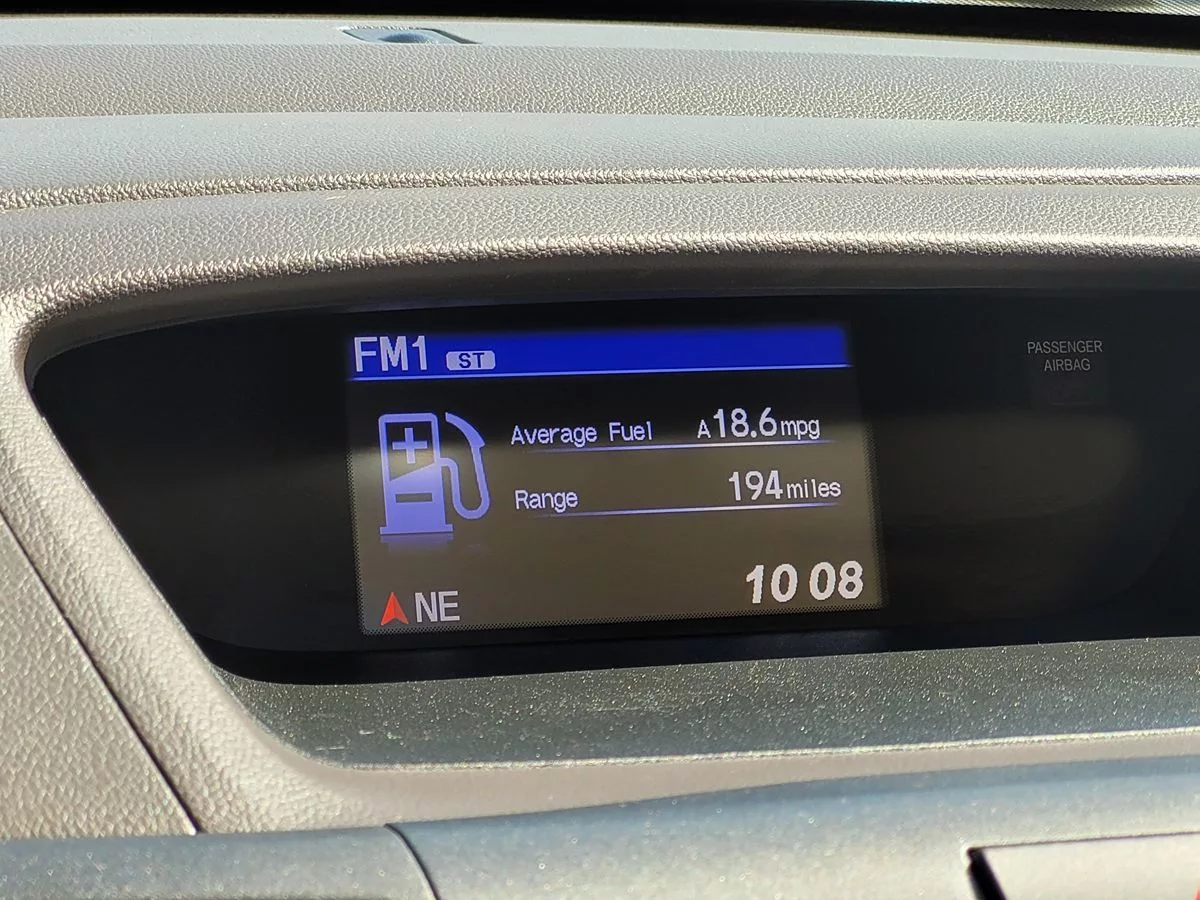 FM1 ST
PASSENGER
AIRBAG
Average Fuel A18.6mpg
Range 194miles
NE 10 08